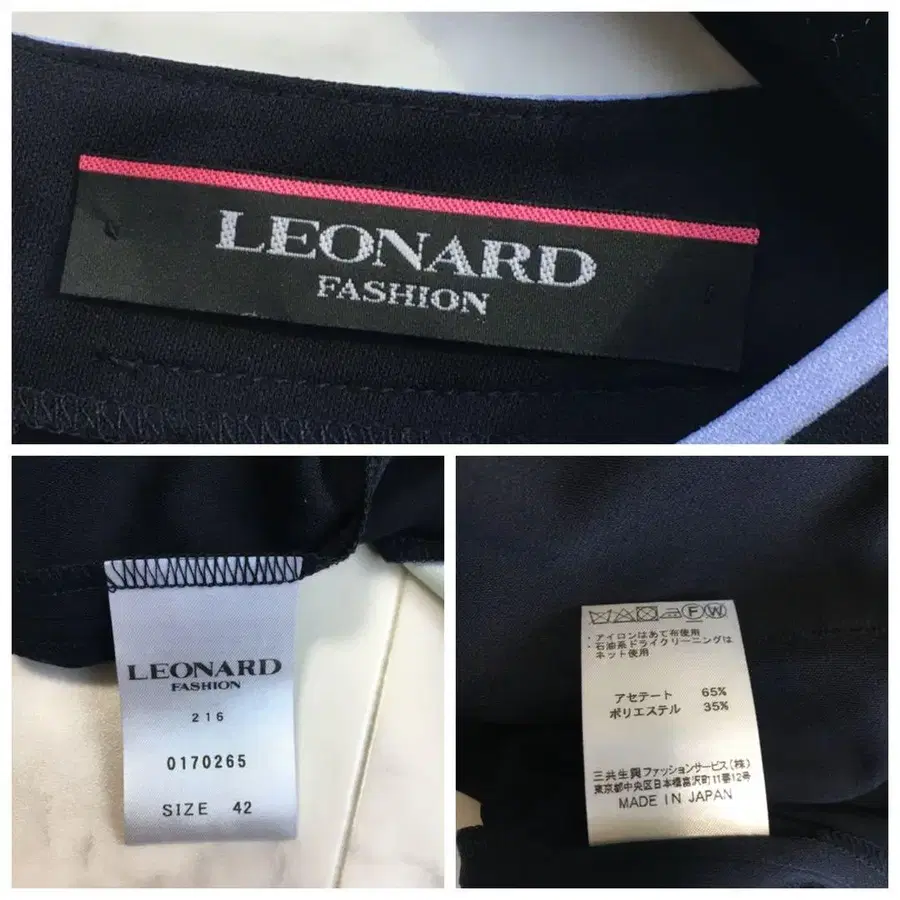 LEONARD
FASHION
LEONARD
FASHION
216
0170265
SIZE 42
F W
・アイロンはあて布使用
・石油系ドライクリーニングは
ネット使用
アセテート 65%
ポリエステル 35%
三共生興ファッションサービス(株)
東京都中央区日本橋富沢町11番12号
MADE IN JAPAN